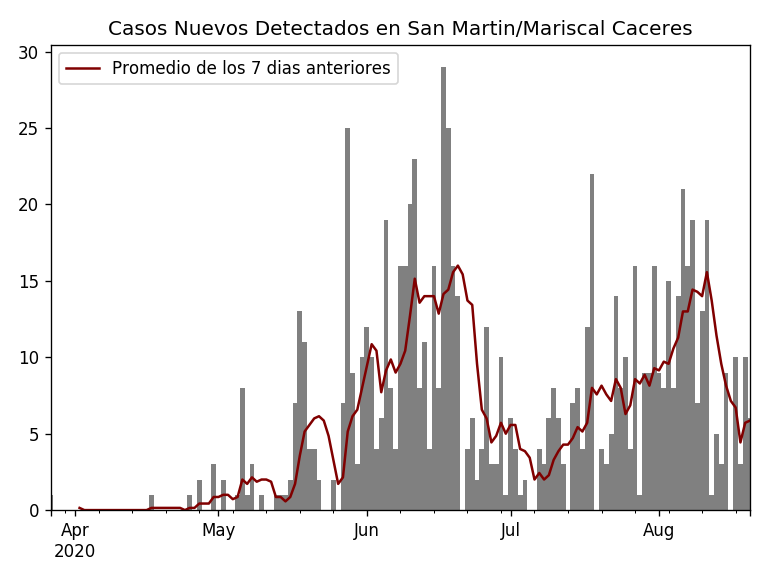 Casos Nuevos Detectados en San Martin/Mariscal Caceres
Promedio de los 7 dias anteriores
30
25
20
15
10
5
0
Apr May Jun Jul Aug
2020